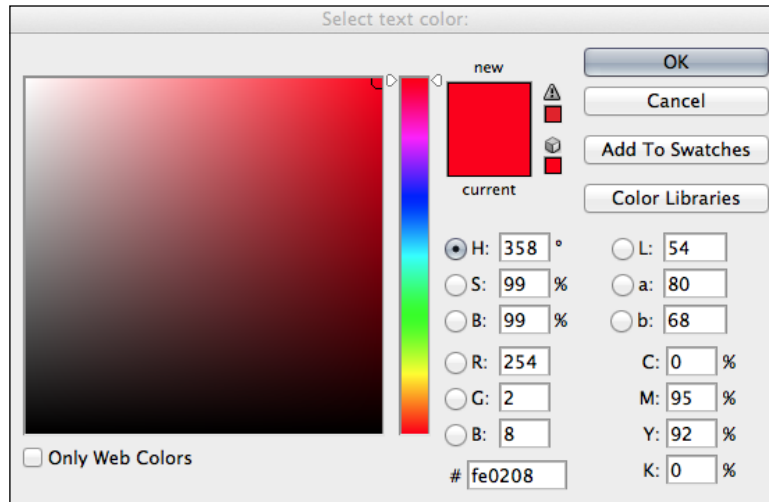 Select text color:
new
current
OK
Cancel
Add To Swatches
Color Libraries
H: 358 °
S: 99 %
B: 99 %
R: 254
G: 2
B: 8
# fe0208
L: 54
a: 80
b: 68
C: 0 %
M: 95 %
Y: 92 %
K: 0 %
Only Web Colors